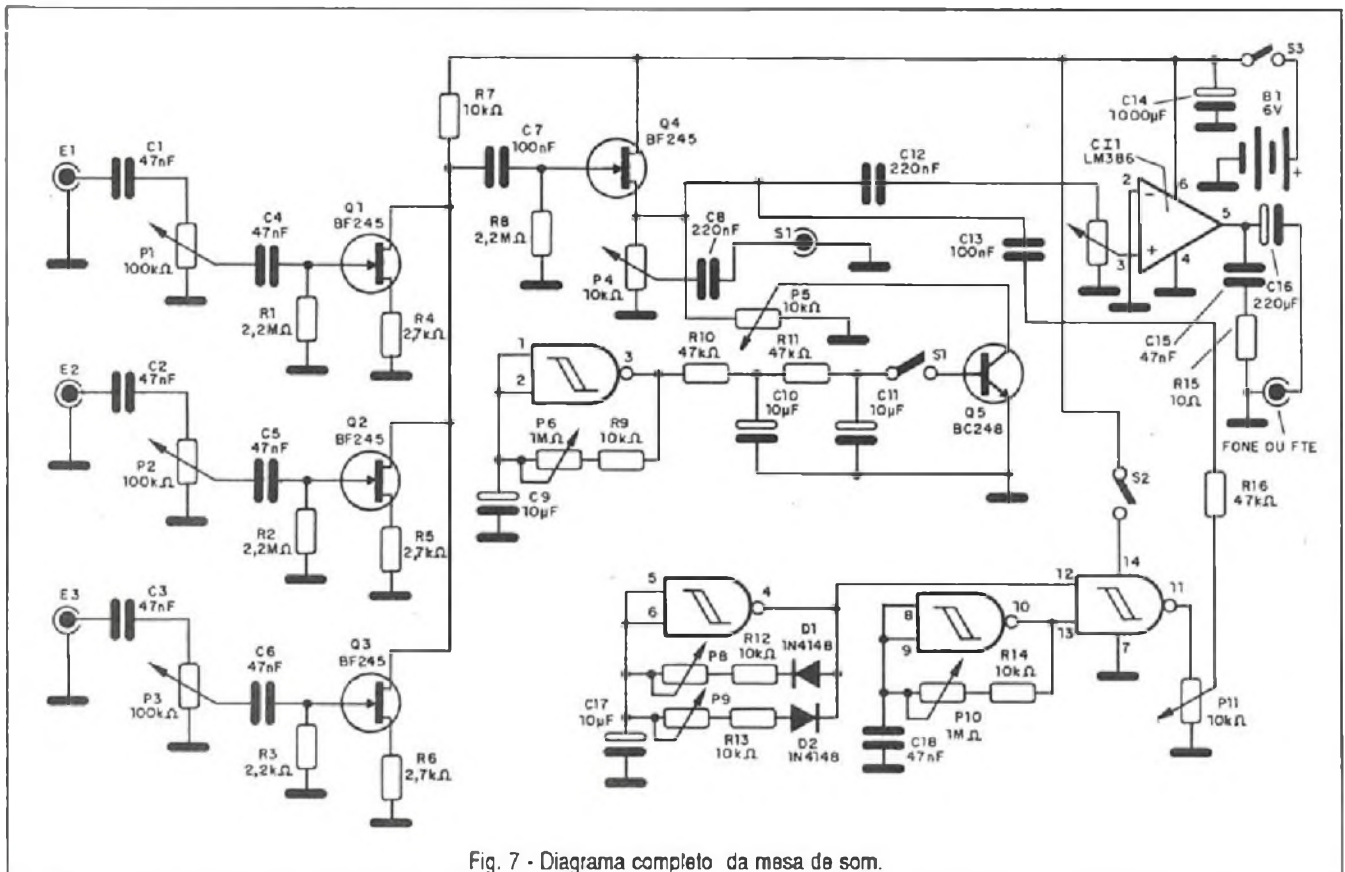 E1
C1
47nF
P1
100kΩ
C4
47nF
R1
2,2MΩ
Q1
BF245
R4
2,7kΩ
E2
C2
47nF
P2
100kΩ
C5
47nF
R2
2,2MΩ
Q2
BF245
R5
2,7kΩ
E3
C3
47nF
P3
100kΩ
C6
47nF
R3
2,2kΩ
Q3
BF245
R6
2,7kΩ
R7
10kΩ
C7
100nF
R8
2,2MΩ
Q4
BF245
P4
10kΩ
C8
220nF
S1
C12
220nF
C13
100nF
P5
10kΩ
1
2
3
P6
1MΩ
R9
10kΩ
C9
10µF
R10
47kΩ
R11
47kΩ
C10
10µF
C11
10µF
S1
Q5
BC248
C14
1000µF
S3
B1
6V
+
CI1
LM386
2
-
6
5
3
+
4
C16
220µF
C15
47nF
R15
10Ω
FONE OU FTE
S2
R16
47kΩ
5
6
4
P8
R12
10kΩ
D1
1N4148
P9
R13
10kΩ
D2
1N4148
C17
10µF
8
9
10
P10
1MΩ
R14
10kΩ
C18
47nF
12
13
14
11
7
P11
10kΩ
Fig. 7 - Diagrama completo da mesa de som.